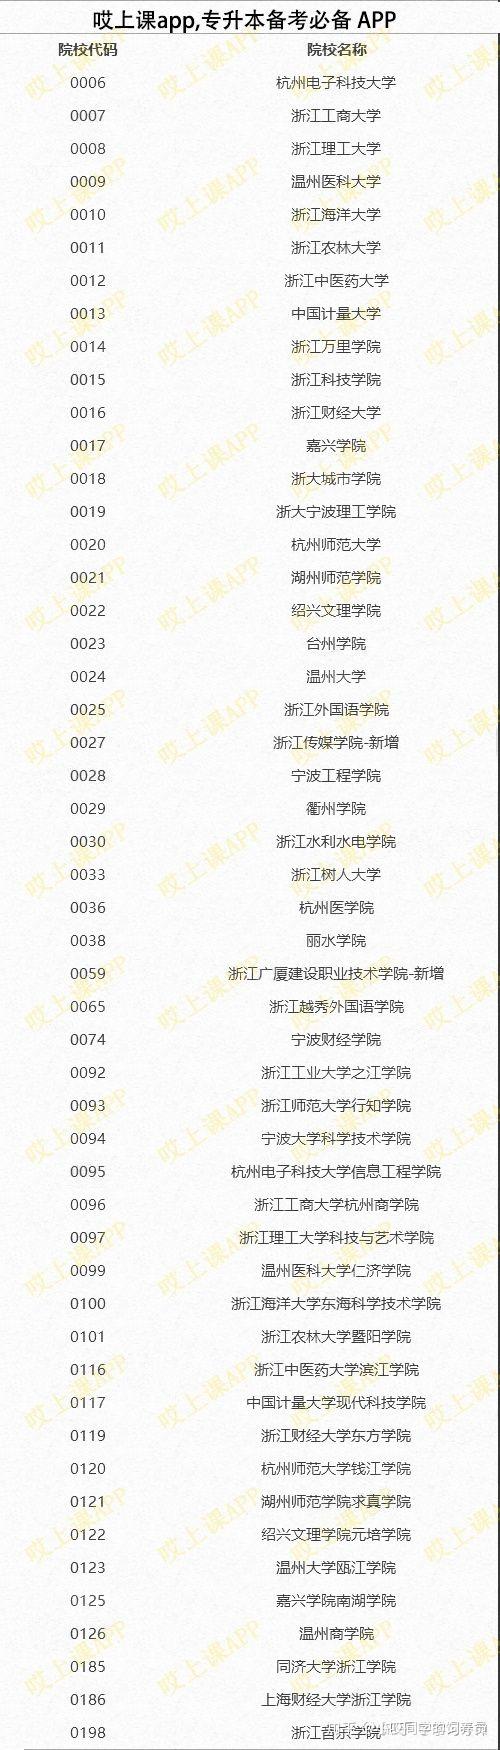 哎上课app,专升本备考必备 APP
院校代码 院校名称
0006 杭州电子科技大学
0007 浙江工商大学
0008 浙江理工大学
0009 温州医科大学
0010 浙江海洋大学
0011 浙江农林大学
0012 浙江中医药大学
0013 中国计量大学
0014 浙江万里学院
0015 浙江科技学院
0016 浙江财经大学
0017 嘉兴学院
0018 浙大城市学院
0019 浙大宁波理工学院
0020 杭州师范大学
0021 湖州师范学院
0022 绍兴文理学院
0023 台州学院
0024 温州大学
0025 浙江外国语学院
0027 浙江传媒学院-新增
0028 宁波工程学院
0029 衢州学院
0030 浙江水利水电学院
0033 浙江树人大学
0036 杭州医学院
0038 丽水学院
0059 浙江广厦建设职业技术学院-新增
0065 浙江越秀外国语学院
0074 宁波财经学院
0092 浙江工业大学之江学院
0093 浙江师范大学行知学院
0094 宁波大学科学技术学院
0095 杭州电子科技大学信息工程学院
0096 浙江工商大学杭州商学院
0097 浙江理工大学科技与艺术学院
0099 温州医科大学仁济学院
0100 浙江海洋大学东海科学技术学院
0101 浙江农林大学暨阳学院
0116 浙江中医药大学滨江学院
0117 中国计量大学现代科技学院
0119 浙江财经大学东方学院
0120 杭州师范大学钱江学院
0121 湖州师范学院求真学院
0122 绍兴文理学院元培学院
0123 温州大学瓯江学院
0125 嘉兴学院南湖学院
0126 温州商学院
0185 同济大学浙江学院
0186 上海财经大学浙江学院
0198 浙江音乐学院
哎上课APP